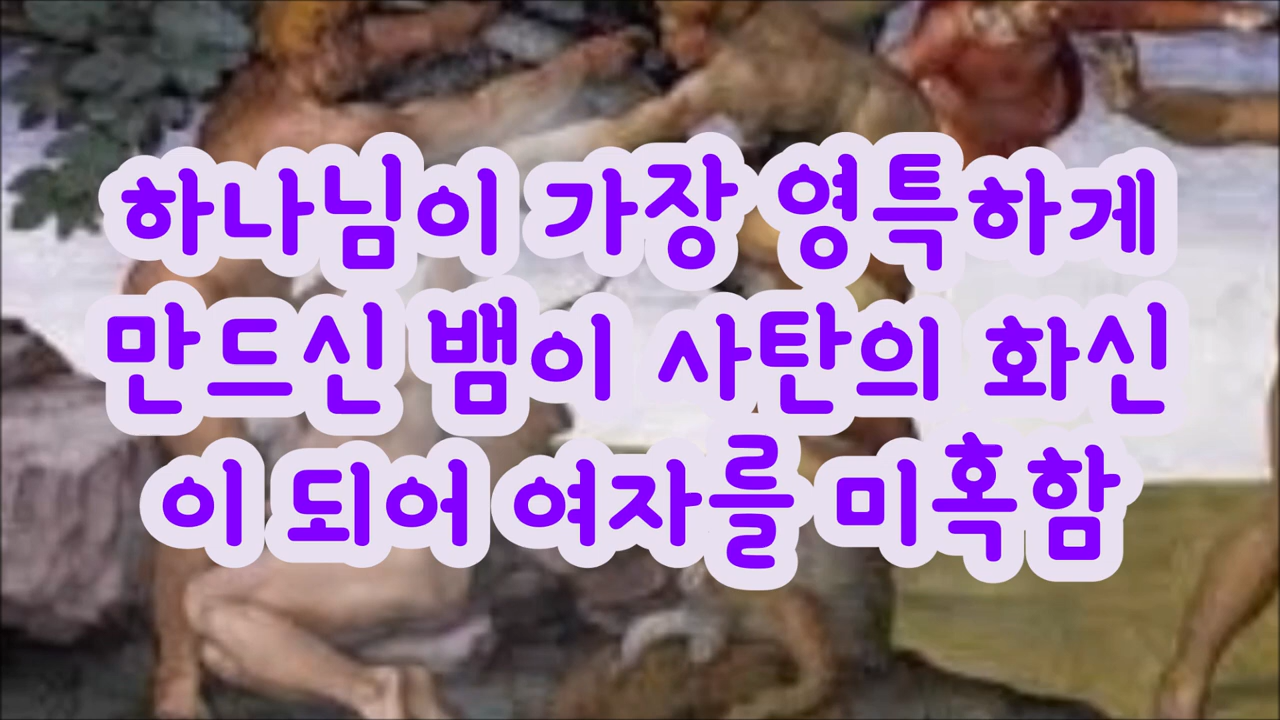 하나님이 가장 영특하게
만드신 뱀이 사탄의 화신
이 되어 여자를 미혹함